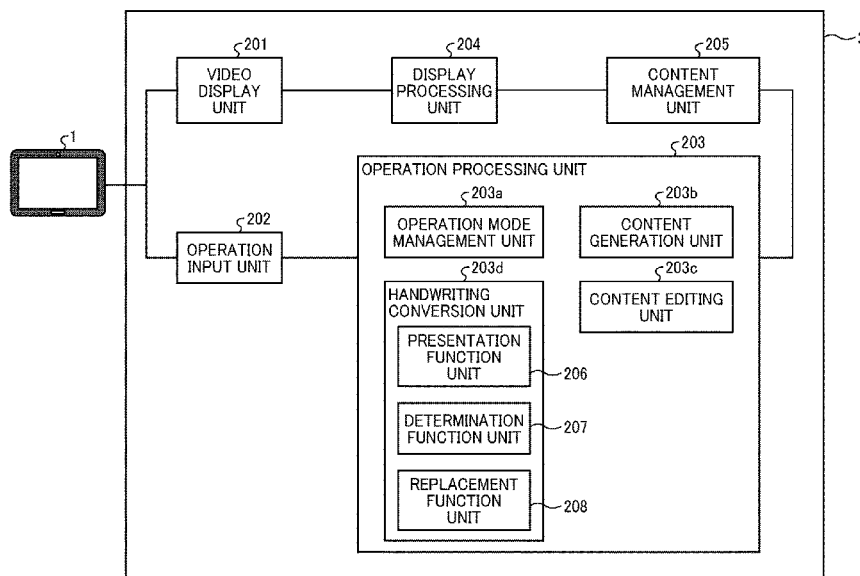 201
VIDEO
DISPLAY
UNIT
204
DISPLAY
PROCESSING
UNIT
205
CONTENT
MANAGEMENT
UNIT
1
202
OPERATION
INPUT UNIT
203
OPERATION PROCESSING UNIT
203a
OPERATION MODE
MANAGEMENT UNIT
203b
CONTENT
GENERATION UNIT
203c
CONTENT EDITING
UNIT
203d
HANDWRITING
CONVERSION UNIT
PRESENTATION
FUNCTION
UNIT
206
DETERMINATION
FUNCTION UNIT
207
REPLACEMENT
FUNCTION
UNIT
208